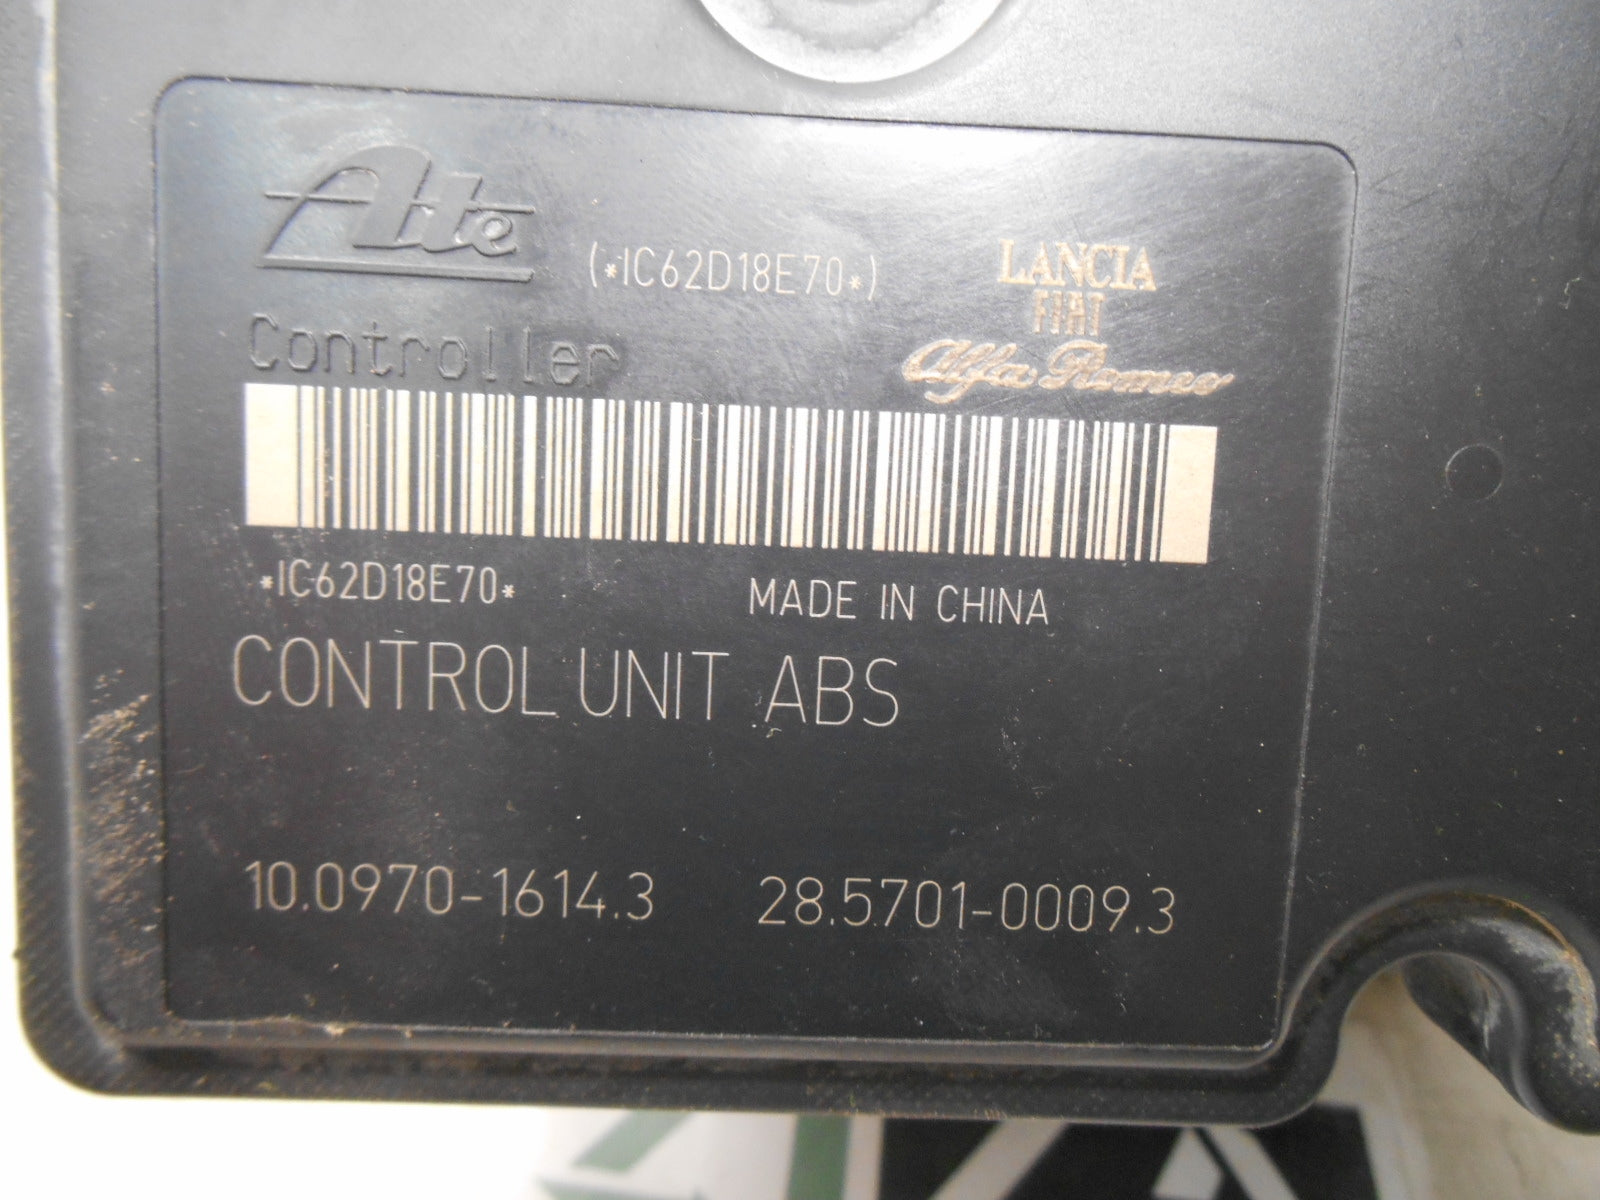 Ate
(*IC62D18E70*)
LANCIA
FIAT
Alfa Romeo
Controller
*IC62D18E70*
MADE IN CHINA
CONTROL UNIT ABS
10.0970-1614.3
28.5701-0009.3